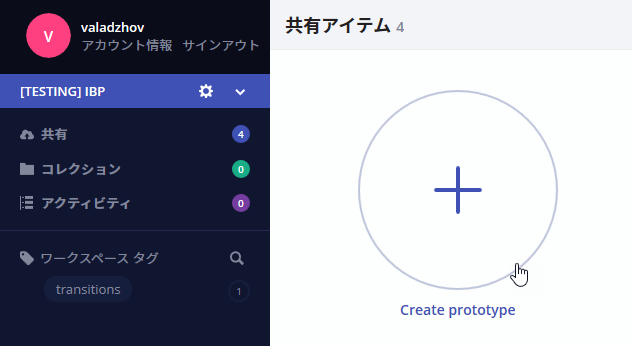 V
valadzhov
アカウント情報 サインアウト
[TESTING] IBP
共有 4
コレクション 0
アクティビティ 0
ワークスペース タグ
transitions 1
共有アイテム 4
Create prototype